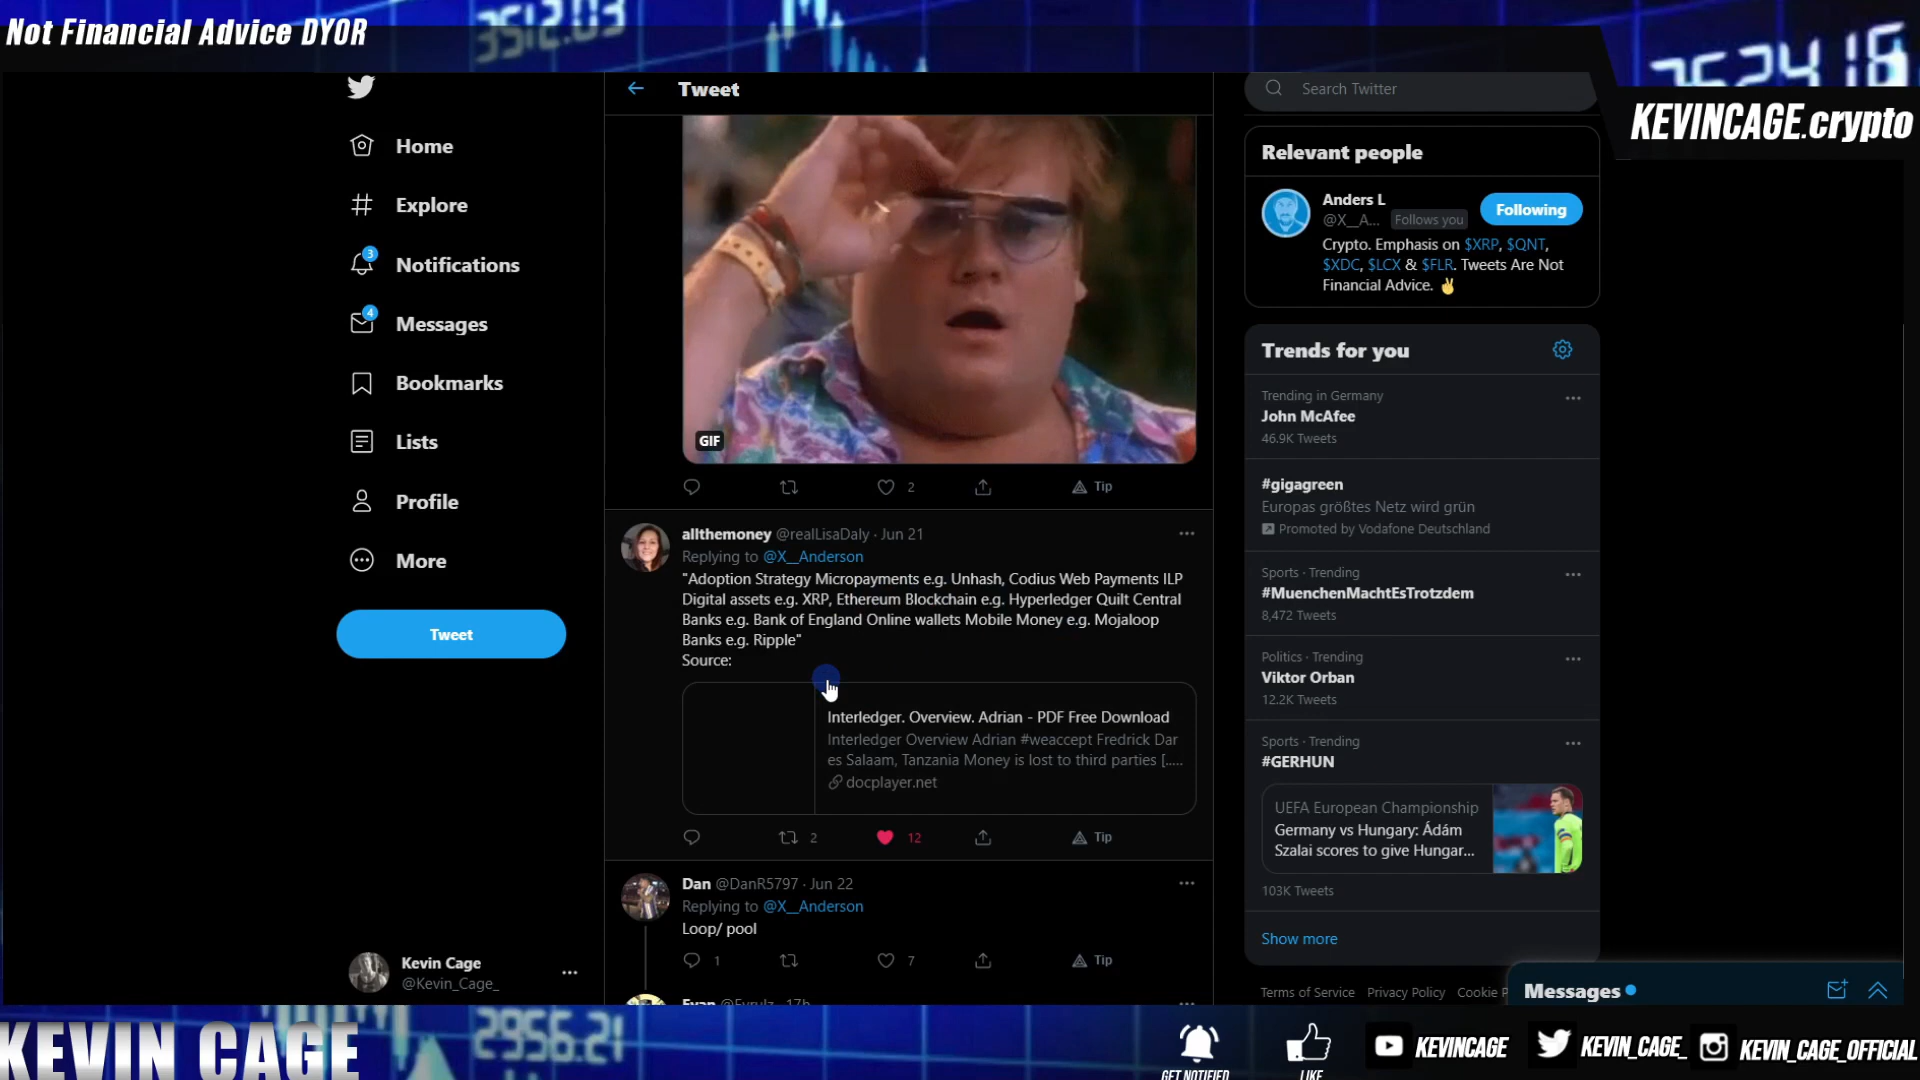 Not Financial Advice DYOR
3512.03
KEVINCAGE.crypto
Home
Explore
3
Notifications
4
Messages
Bookmarks
Lists
Profile
More
Tweet
Kevin Cage
@Kevin_Cage_
Tweet
GIF
2
Tip
allthemoney @realLisaDaly · Jun 21
Replying to @X__Anderson
"Adoption Strategy Micropayments e.g. Unhash, Codius Web Payments ILP
Digital assets e.g. XRP, Ethereum Blockchain e.g. Hyperledger Quilt Central
Banks e.g. Bank of England Online wallets Mobile Money e.g. Mojaloop
Banks e.g. Ripple"
Source:
Interledger. Overview. Adrian - PDF Free Download
Interledger Overview Adrian #weaccept Fredrick Dar
es Salaam, Tanzania Money is lost to third parties [.....
docplayer.net
2
12
Tip
Dan @DanR5797 · Jun 22
Replying to @X__Anderson
Loop/ pool
1
7
Tip
Search Twitter
Relevant people
Anders L
@X__A... Follows you
Following
Crypto. Emphasis on $XRP, $QNT,
$XDC, $LCX & $FLR. Tweets Are Not
Financial Advice. ✌
Trends for you
Trending in Germany
John McAfee
46.9K Tweets
#gigagreen
Europas größtes Netz wird grün
Promoted by Vodafone Deutschland
Sports · Trending
#MuenchenMachtEsTrotzdem
8,472 Tweets
Politics · Trending
Viktor Orban
12.2K Tweets
Sports · Trending
#GERHUN
UEFA European Championship
Germany vs Hungary: Ádám
Szalai scores to give Hungar...
103K Tweets
Show more
Terms of Service Privacy Policy Cookie P
Messages
KEVIN CAGE
2956.21
GET NOTIFIED
LIKE
KEVINCAGE
KEVIN_CAGE_
KEVIN_CAGE_OFFICIAL